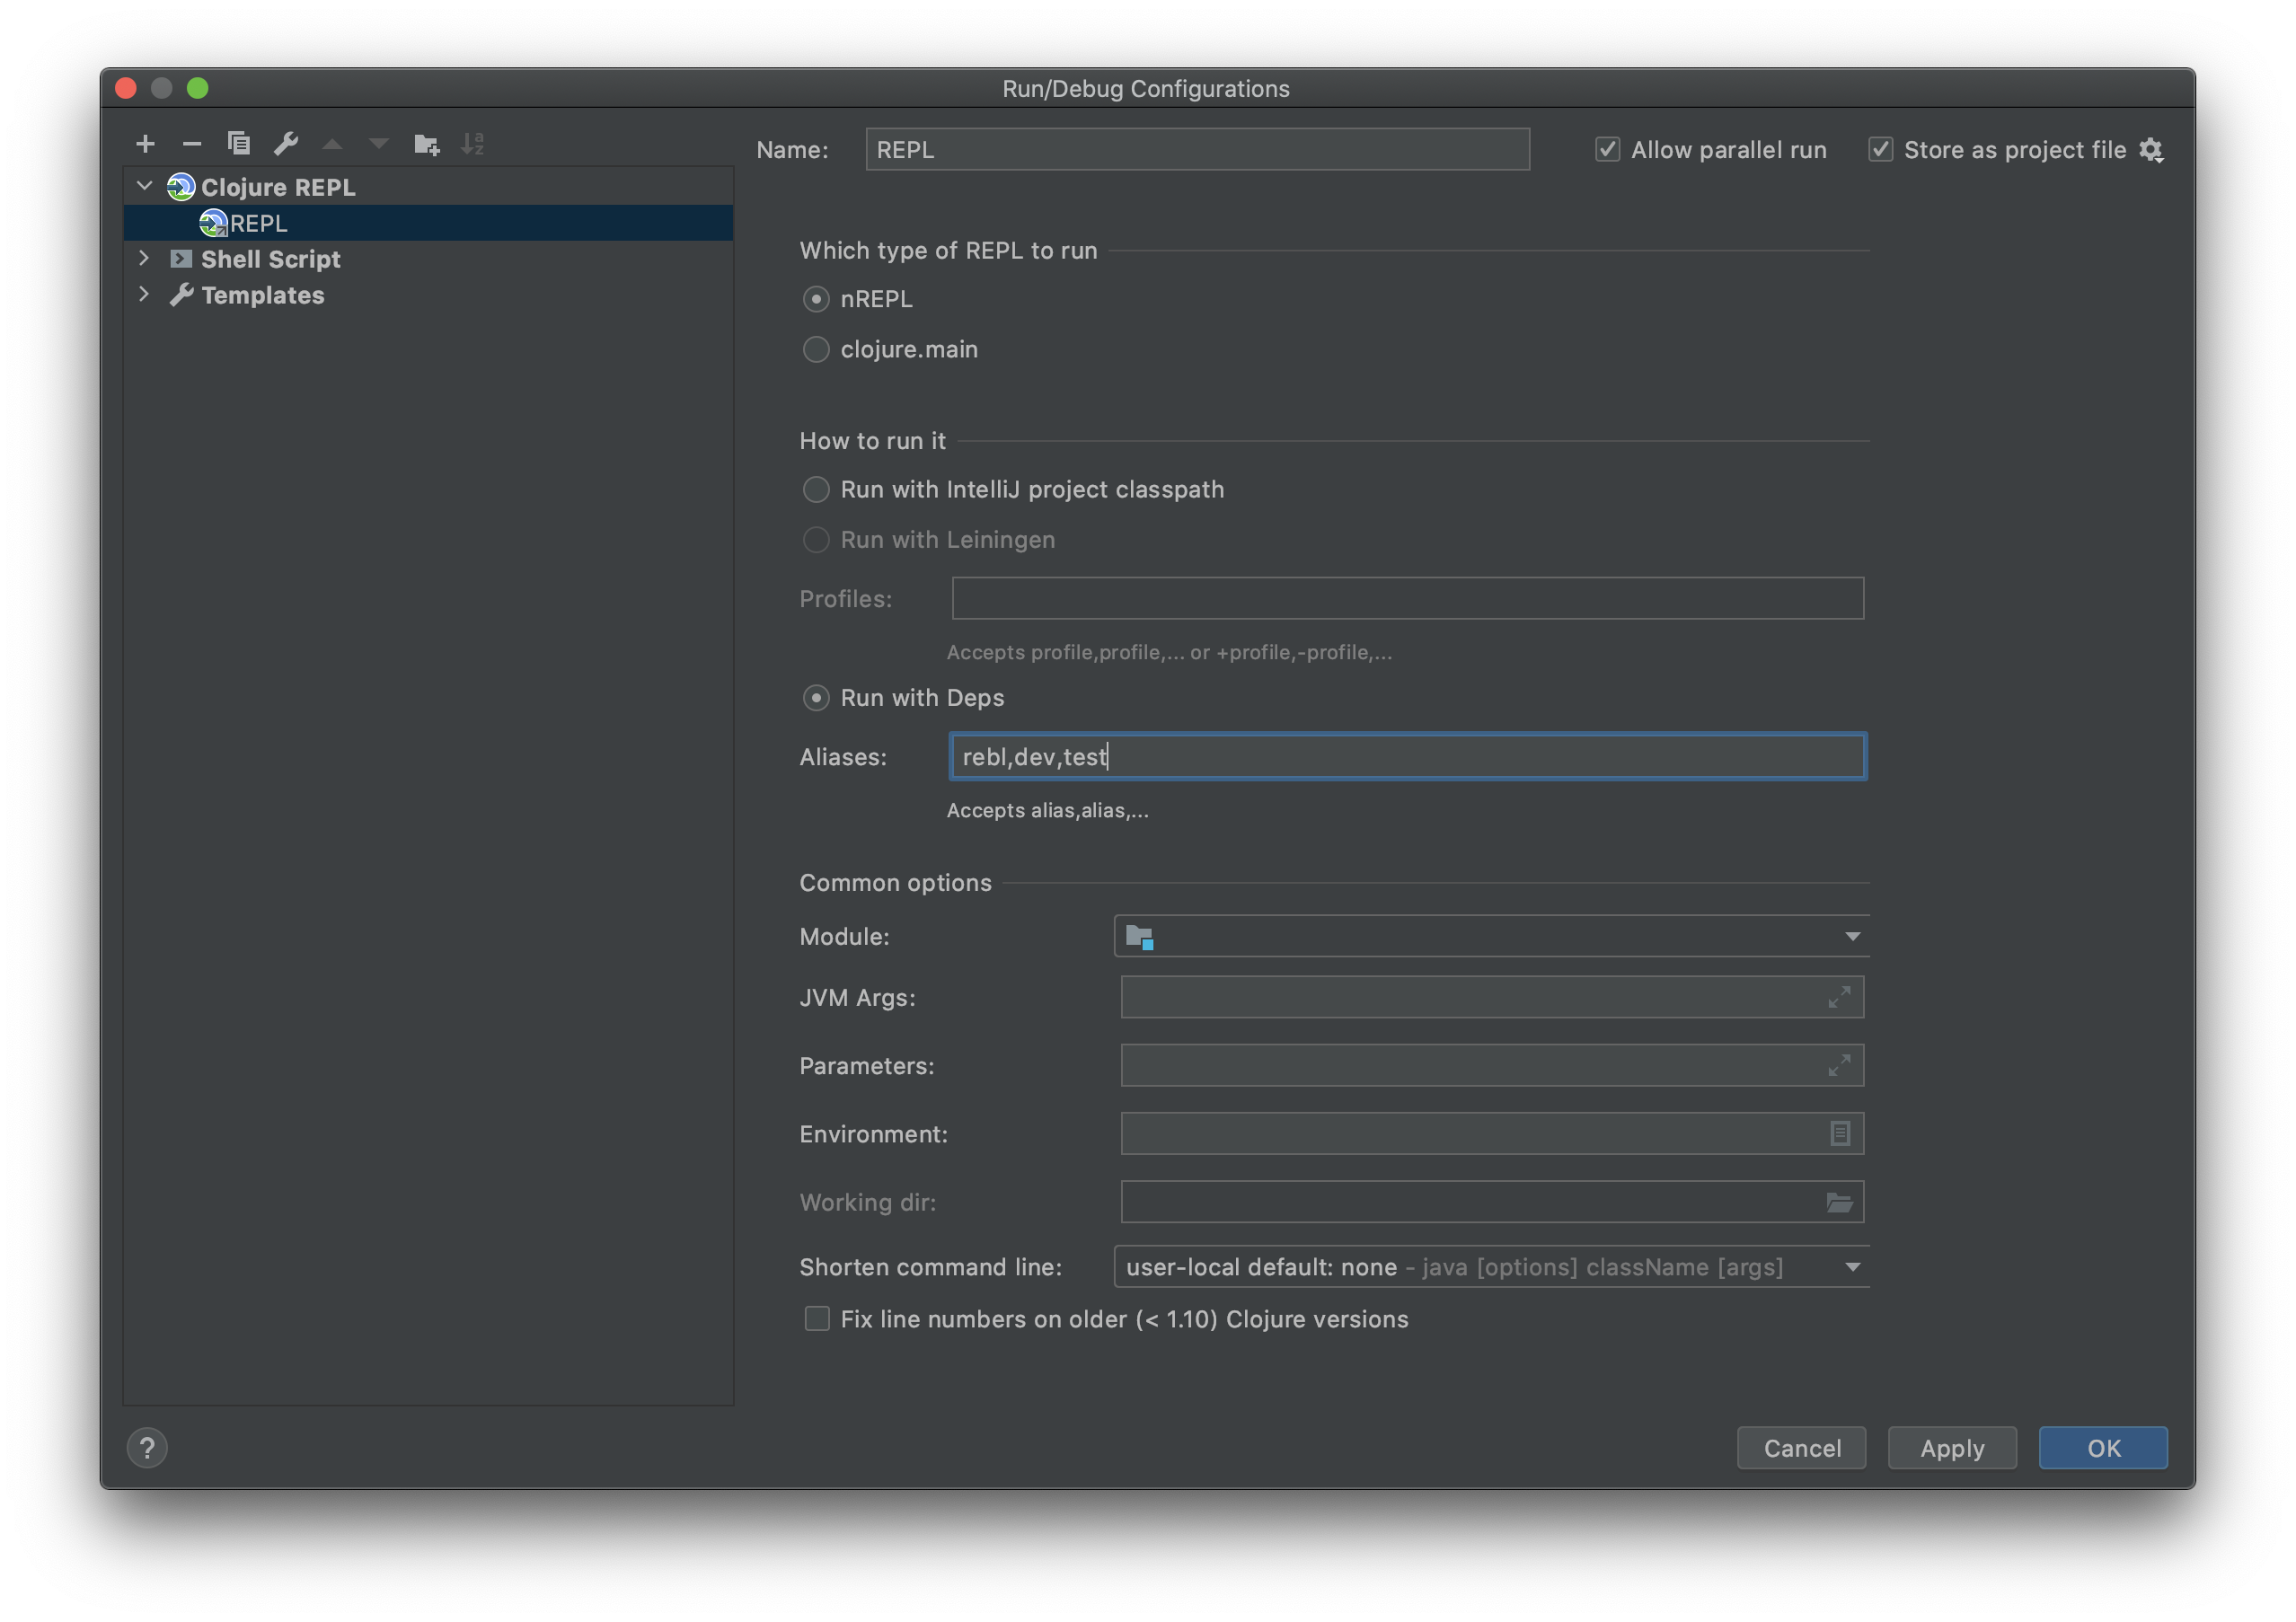 Run/Debug Configurations
Name: REPL Allow parallel run Store as project file
Clojure REPL
REPL
Shell Script
Templates
Which type of REPL to run
nREPL
clojure.main
How to run it
Run with IntelliJ project classpath
Run with Leiningen
Profiles:
Accepts profile,profile,... or +profile,-profile,...
Run with Deps
Aliases: rebl,dev,test
Accepts alias,alias,...
Common options
Module:
JVM Args:
Parameters:
Environment:
Working dir:
Shorten command line: user-local default: none - java [options] className [args]
Fix line numbers on older (< 1.10) Clojure versions
? Cancel Apply OK